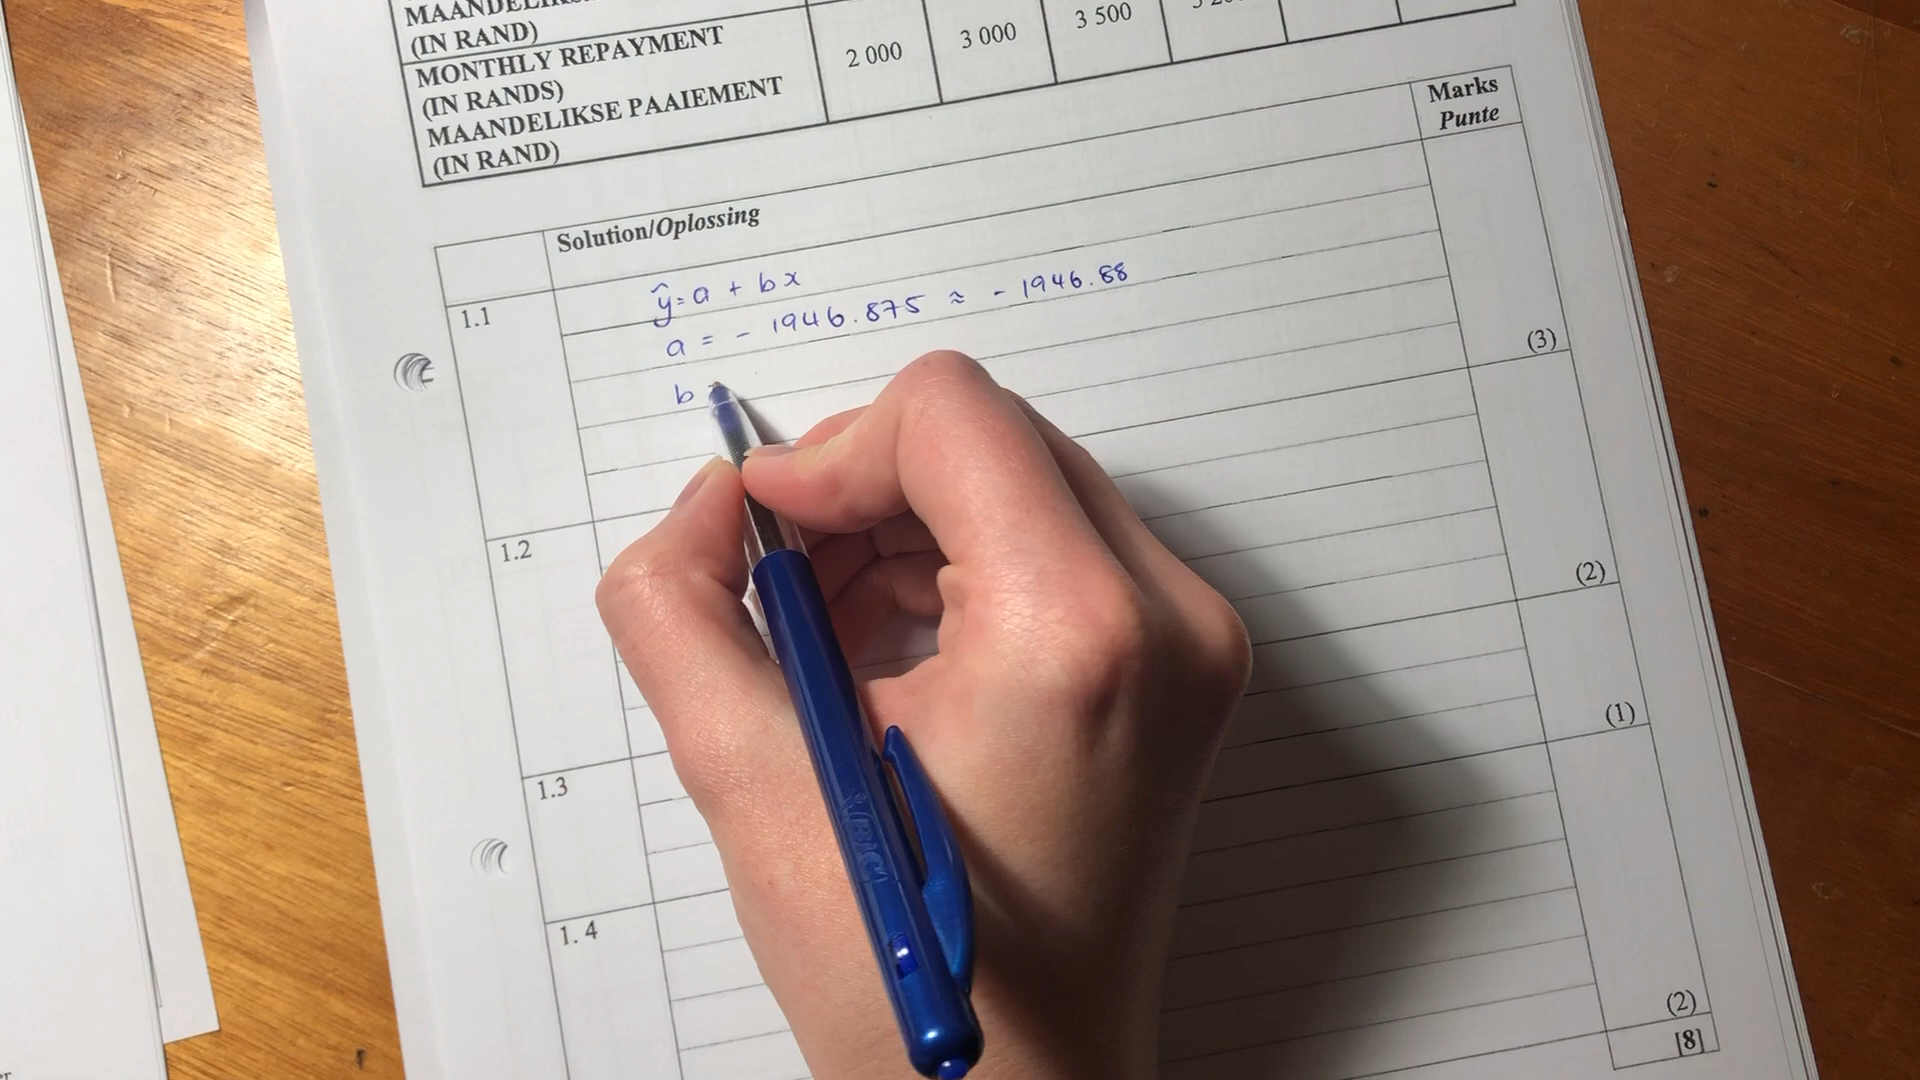 (IN RAND)
MONTHLY REPAYMENT
(IN RANDS)
MAANDELIKSE PAAIEMENT
(IN RAND)
2 000
3 000
3 500
Marks
Punte
Solution/Oplossing
1.1
ŷ = a + bx
a = - 1946.875 ≈ - 1946.88
b
(3)
1.2
(2)
1.3
(1)
1. 4
(2)
[8]